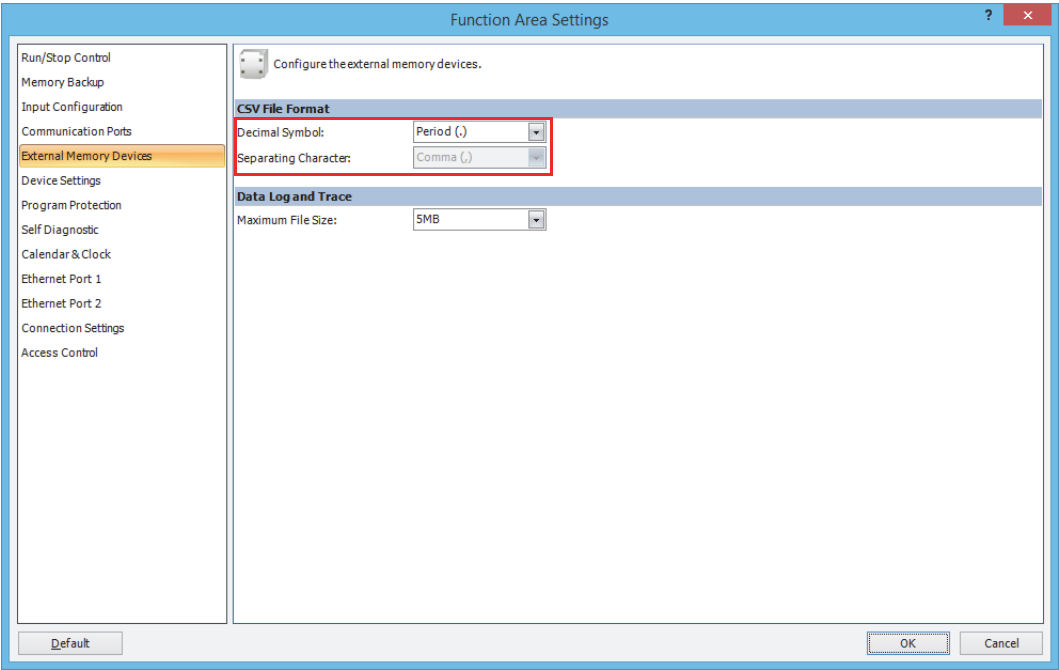 Function Area Settings
?
Run/Stop Control
Memory Backup
Input Configuration
Communication Ports
External Memory Devices
Device Settings
Program Protection
Self Diagnostic
Calendar & Clock
Ethernet Port 1
Ethernet Port 2
Connection Settings
Access Control
Configure the external memory devices.
CSV File Format
Decimal Symbol: Period (.)
Separating Character: Comma (,)
Data Log and Trace
Maximum File Size: 5MB
Default OK Cancel